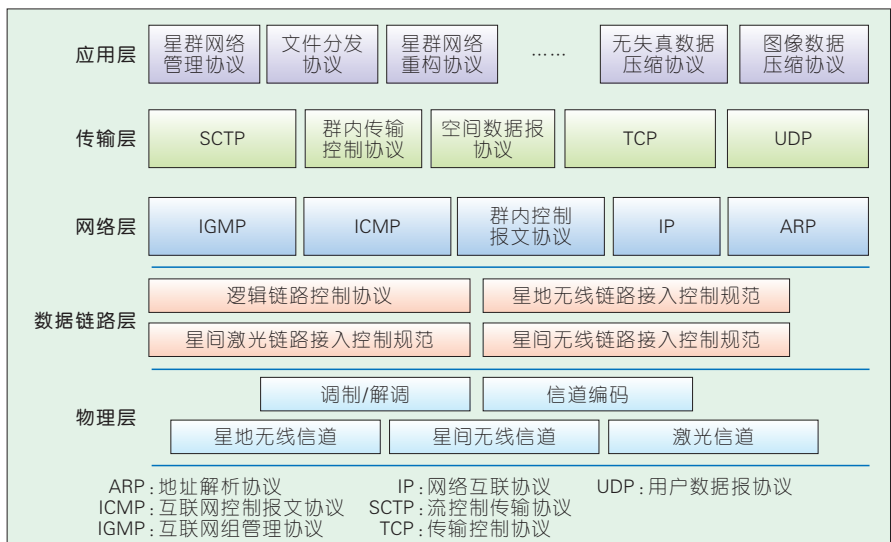 应用层
星群网络
管理协议
文件分发
协议
星群网络
重构协议
……
无失真数据
压缩协议
图像数据
压缩协议
传输层
SCTP
群内传输
控制协议
空间数据报
协议
TCP
UDP
网络层
IGMP
ICMP
群内控制
报文协议
IP
ARP
数据链路层
逻辑链路控制协议
星地无线链路接入控制规范
星间激光链路接入控制规范
星间无线链路接入控制规范
物理层
调制/解调
信道编码
星地无线信道
星间无线信道
激光信道
ARP:地址解析协议 IP:网络互联协议 UDP:用户数据报协议
ICMP:互联网控制报文协议 SCTP:流控制传输协议
IGMP:互联网组管理协议 TCP:传输控制协议